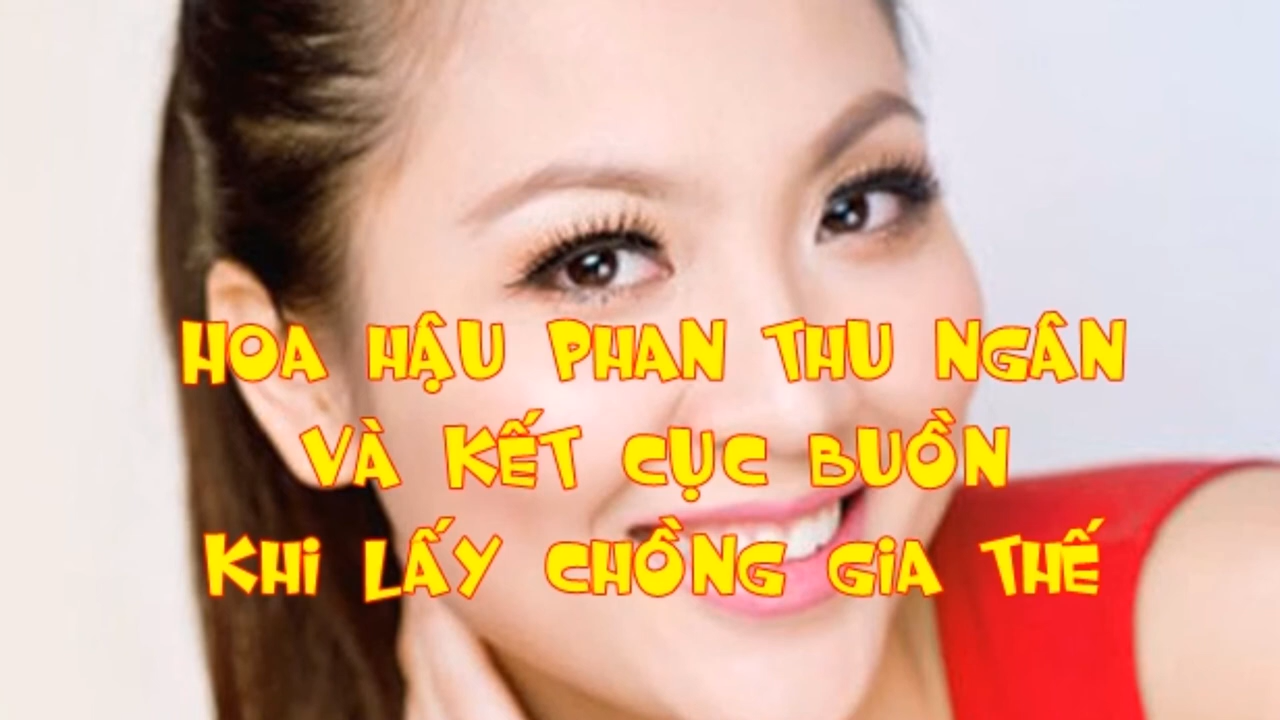 HOA HẬU PHAN THU NGÂN
VÀ KẾT CỤC BUỒN
KHI LẤY CHỒNG GIA THẾ